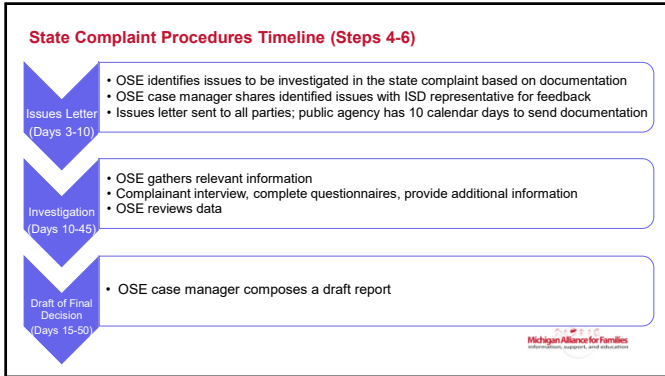 State Complaint Procedures Timeline (Steps 4-6)
Issues Letter
(Days 3-10)
• OSE identifies issues to be investigated in the state complaint based on documentation
• OSE case manager shares identified issues with ISD representative for feedback
• Issues letter sent to all parties; public agency has 10 calendar days to send documentation
Investigation
(Days 10-45)
• OSE gathers relevant information
• Complainant interview, complete questionnaires, provide additional information
• OSE reviews data
Draft of Final
Decision
(Days 15-50)
• OSE case manager composes a draft report
Michigan Alliance for Families
information, support, and education